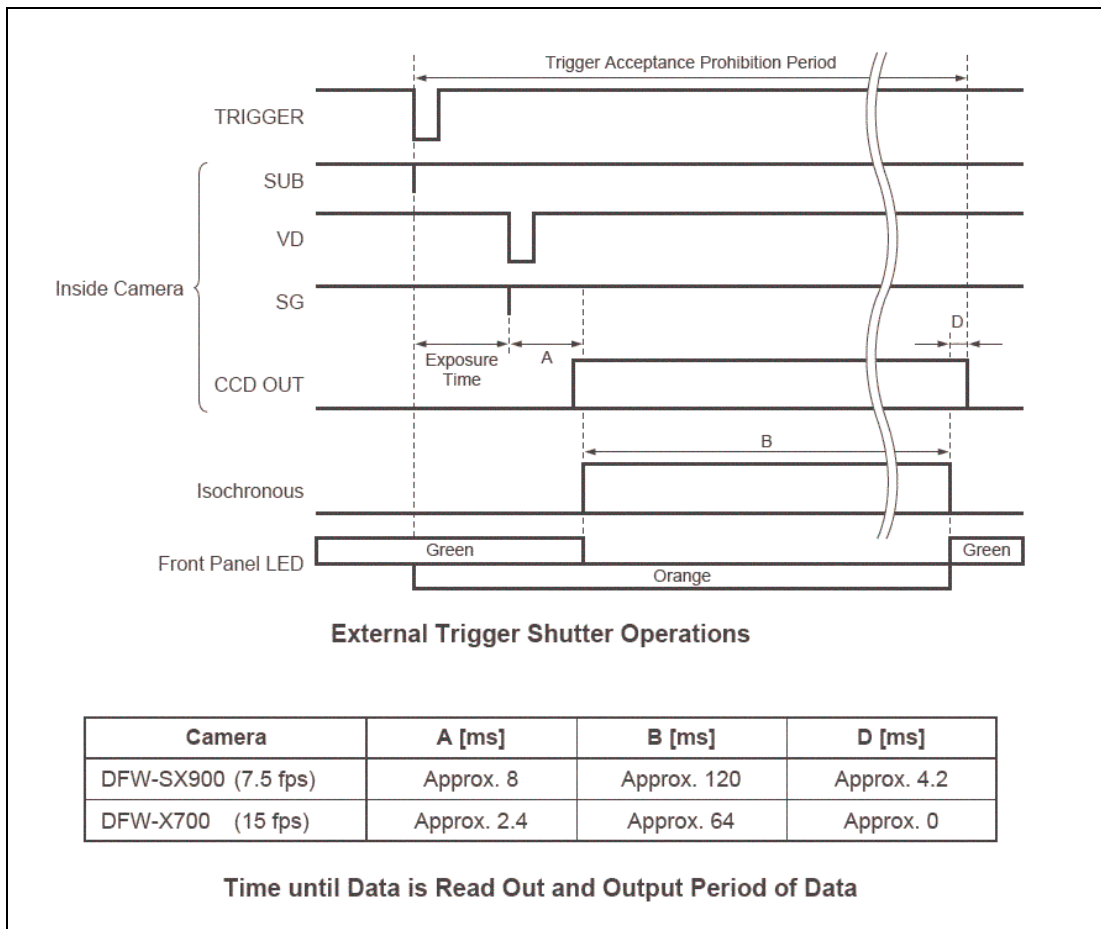 Trigger Acceptance Prohibition Period
TRIGGER
SUB
VD
Inside Camera
SG
D
Exposure
Time
A
CCD OUT
B
Isochronous
Green
Green
Front Panel LED
Orange
External Trigger Shutter Operations
Camera A [ms] B [ms] D [ms]
DFW-SX900 (7.5 fps) Approx. 8 Approx. 120 Approx. 4.2
DFW-X700 (15 fps) Approx. 2.4 Approx. 64 Approx. 0
Time until Data is Read Out and Output Period of Data